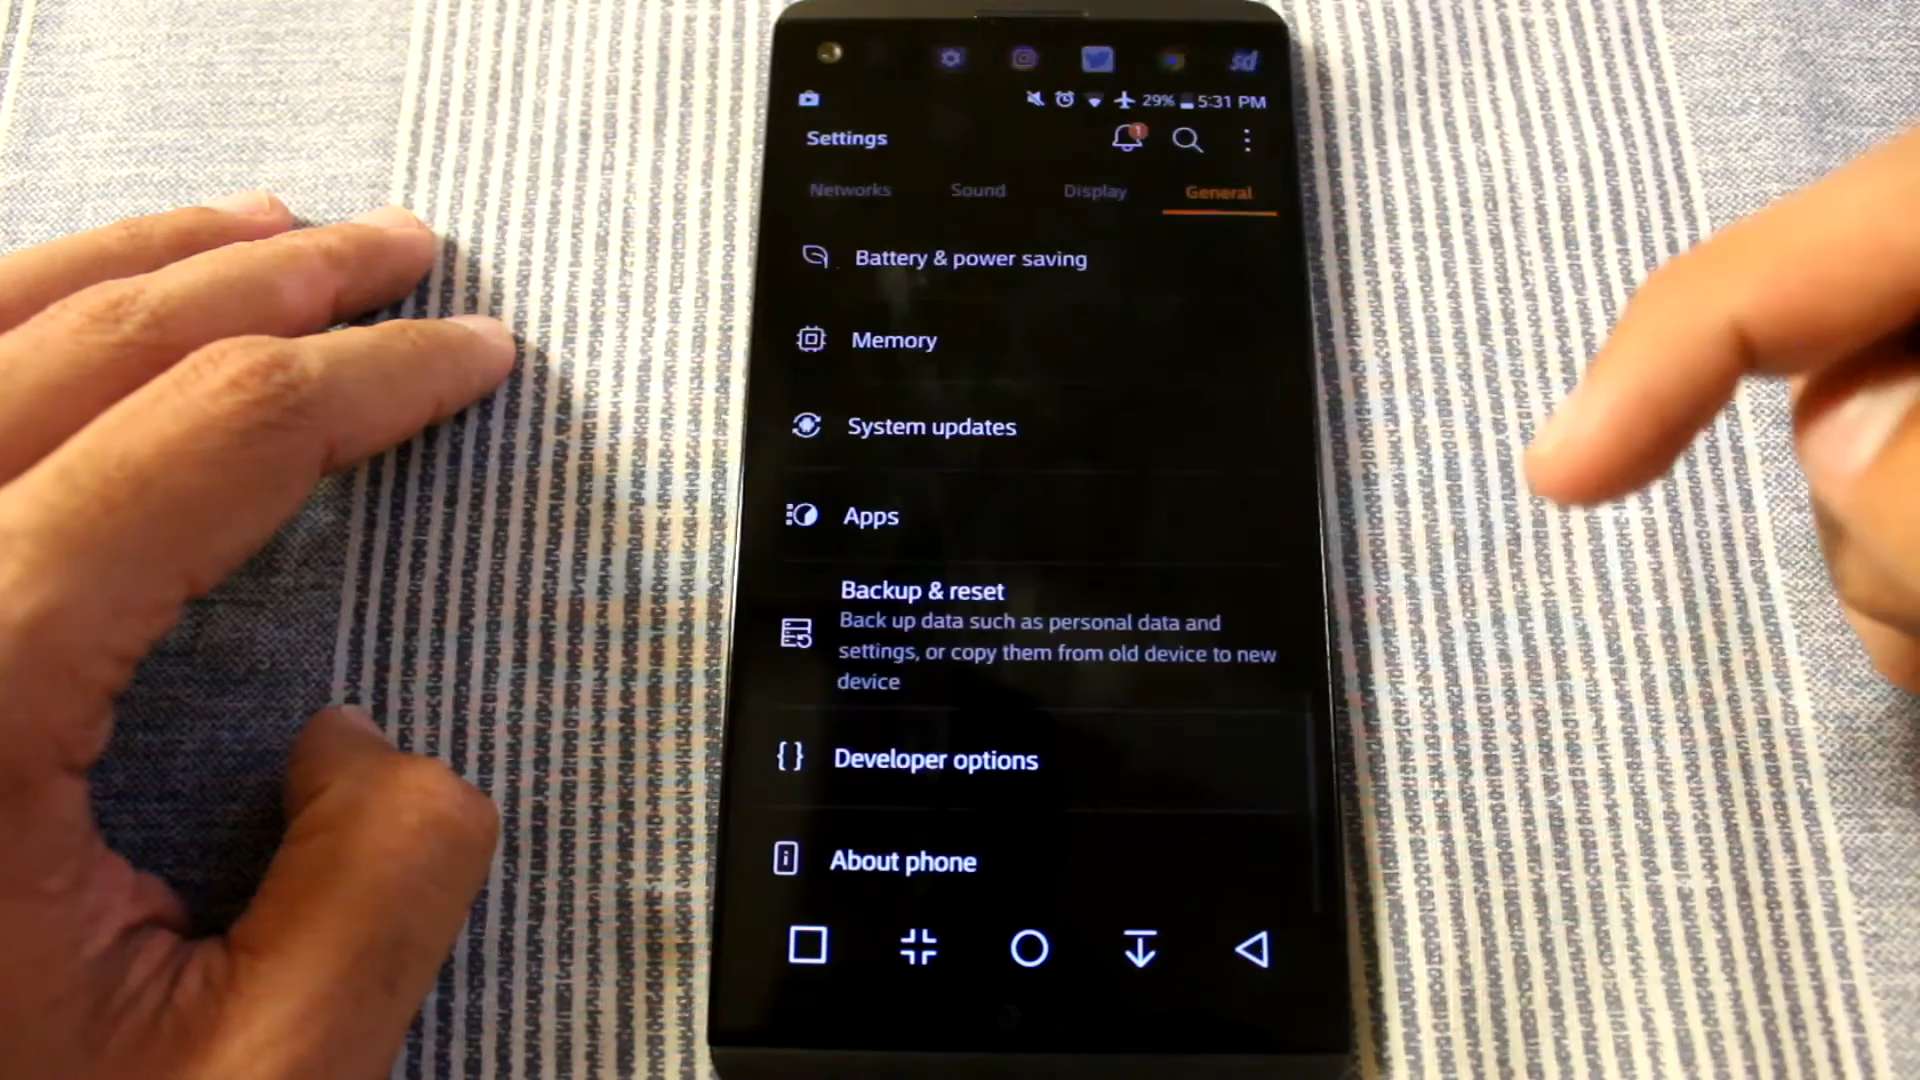 sd
29% 5:31 PM
Settings
1
Networks Sound Display General
Battery & power saving
Memory
System updates
Apps
Backup & reset
Back up data such as personal data and
settings, or copy them from old device to new
device
{ } Developer options
About phone